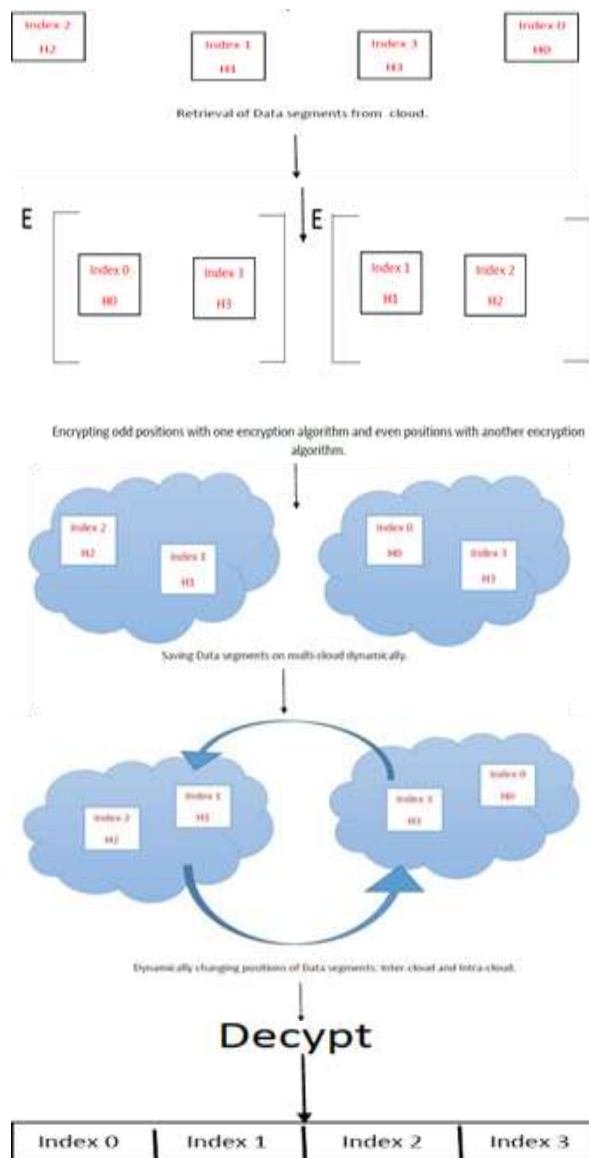 Index 2
H2
Index 1
H1
Index 3
H3
Index 0
H0
Retrieval of Data segments from cloud.
E
E
Index 0
H0
Index 3
H3
Index 1
H1
Index 2
H2
Encrypting odd positions with one encryption algorithm and even positions with another encryption
algorithm.
Index 2
H2
Index 1
H1
Index 0
H0
Index 3
H3
Saving Data segments on multi-cloud dynamically.
Index 2
H2
Index 1
H1
Index 3
H3
Index 0
H0
Dynamically changing positions of Data segments: Inter-cloud and Intra-cloud.
Decypt
Index 0
Index 1
Index 2
Index 3